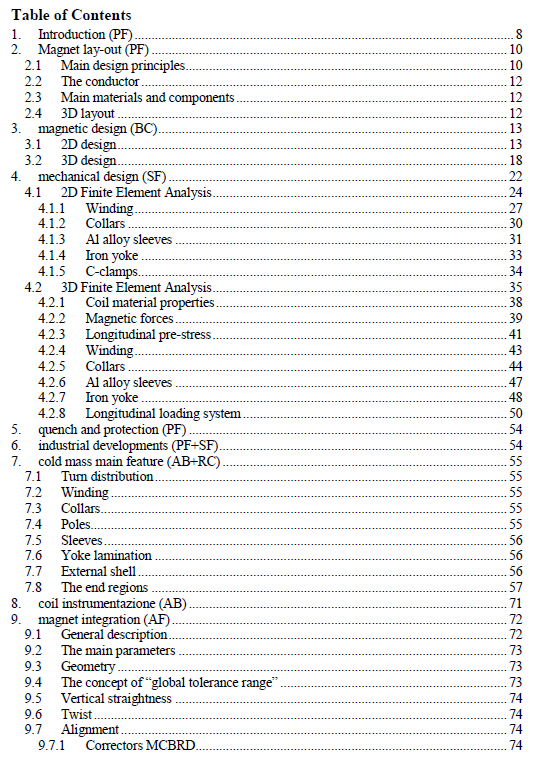 Table of Contents
1. Introduction (PF) 8
2. Magnet lay-out (PF) 10
2.1 Main design principles 10
2.2 The conductor 12
2.3 Main materials and components 12
2.4 3D layout 12
3. magnetic design (BC) 13
3.1 2D design 13
3.2 3D design 18
4. mechanical design (SF) 22
4.1 2D Finite Element Analysis 24
4.1.1 Winding 27
4.1.2 Collars 30
4.1.3 Al alloy sleeves 31
4.1.4 Iron yoke 33
4.1.5 C-clamps 34
4.2 3D Finite Element Analysis 35
4.2.1 Coil material properties 38
4.2.2 Magnetic forces 39
4.2.3 Longitudinal pre-stress 41
4.2.4 Winding 43
4.2.5 Collars 44
4.2.6 Al alloy sleeves 47
4.2.7 Iron yoke 48
4.2.8 Longitudinal loading system 50
5. quench and protection (PF) 54
6. industrial developments (PF+SF) 54
7. cold mass main feature (AB+RC) 55
7.1 Turn distribution 55
7.2 Winding 55
7.3 Collars 55
7.4 Poles 55
7.5 Sleeves 56
7.6 Yoke lamination 56
7.7 External shell 56
7.8 The end regions 57
8. coil instrumentazione (AB) 71
9. magnet integration (AF) 72
9.1 General description 72
9.2 The main parameters 73
9.3 Geometry 73
9.4 The concept of “global tolerance range” 73
9.5 Vertical straightness 74
9.6 Twist 74
9.7 Alignment 74
9.7.1 Correctors MCBRD 74